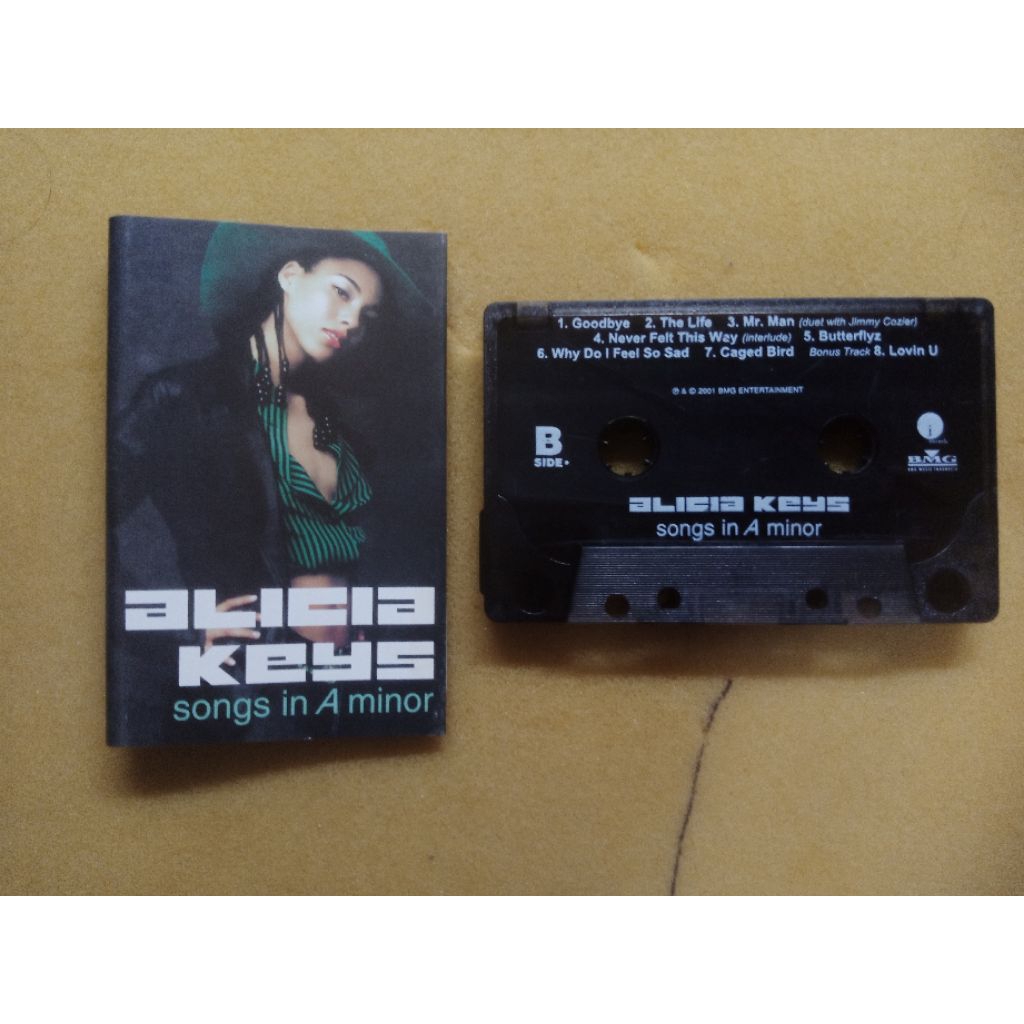 ALICIA
KEYS
songs in A minor
1. Goodbye 2. The Life 3. Mr. Man (duet with Jimmy Cozier)
4. Never Felt This Way (interlude) 5. Butterflyz
6. Why Do I Feel So Sad 7. Caged Bird Bonus Track 8. Lovin U
℗ & © 2001 BMG ENTERTAINMENT
B
SIDE
BMG
ALICIA KEYS
songs in A minor